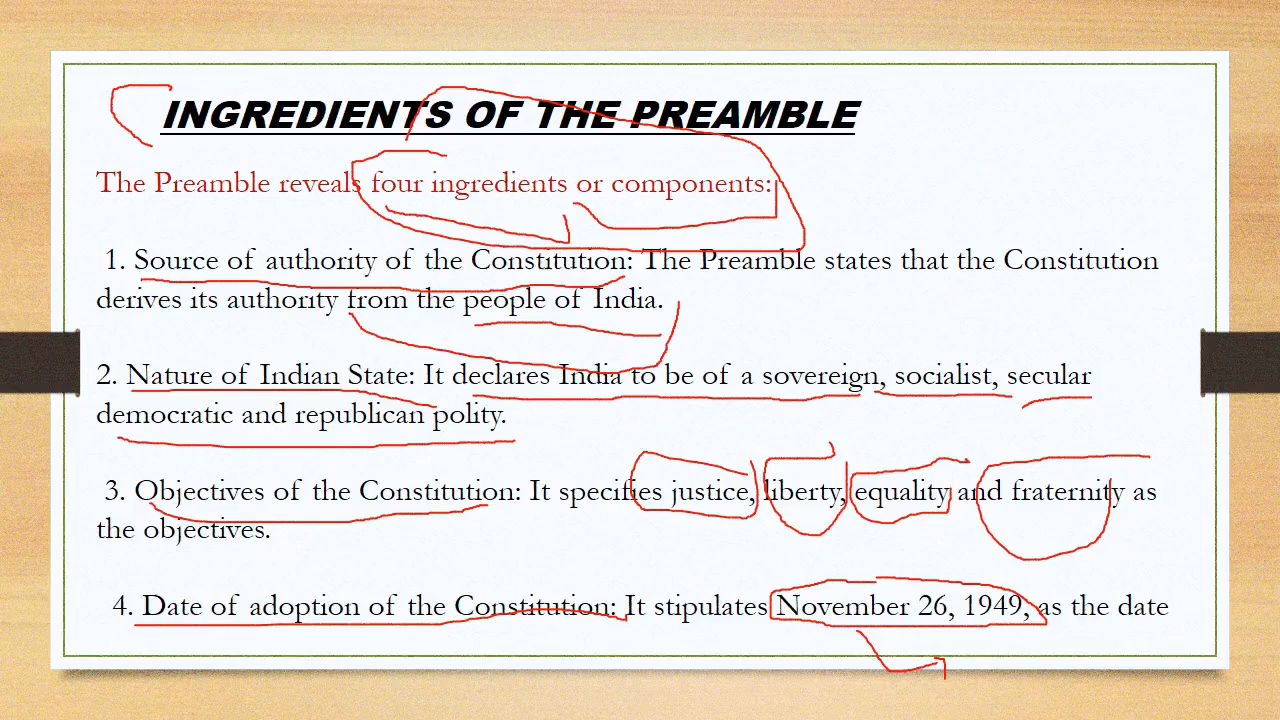 INGREDIENTS OF THE PREAMBLE
The Preamble reveals four ingredients or components:
1. Source of authority of the Constitution: The Preamble states that the Constitution
derives its authority from the people of India.
2. Nature of Indian State: It declares India to be of a sovereign, socialist, secular
democratic and republican polity.
3. Objectives of the Constitution: It specifies justice, liberty, equality and fraternity as
the objectives.
4. Date of adoption of the Constitution: It stipulates November 26, 1949, as the date